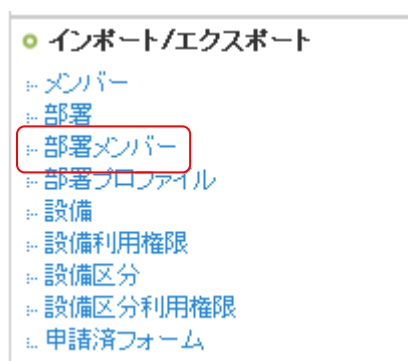 インポート/エクスポート
メンバー
部署
部署メンバー
部署プロファイル
設備
設備利用権限
設備区分
設備区分利用権限
申請済フォーム